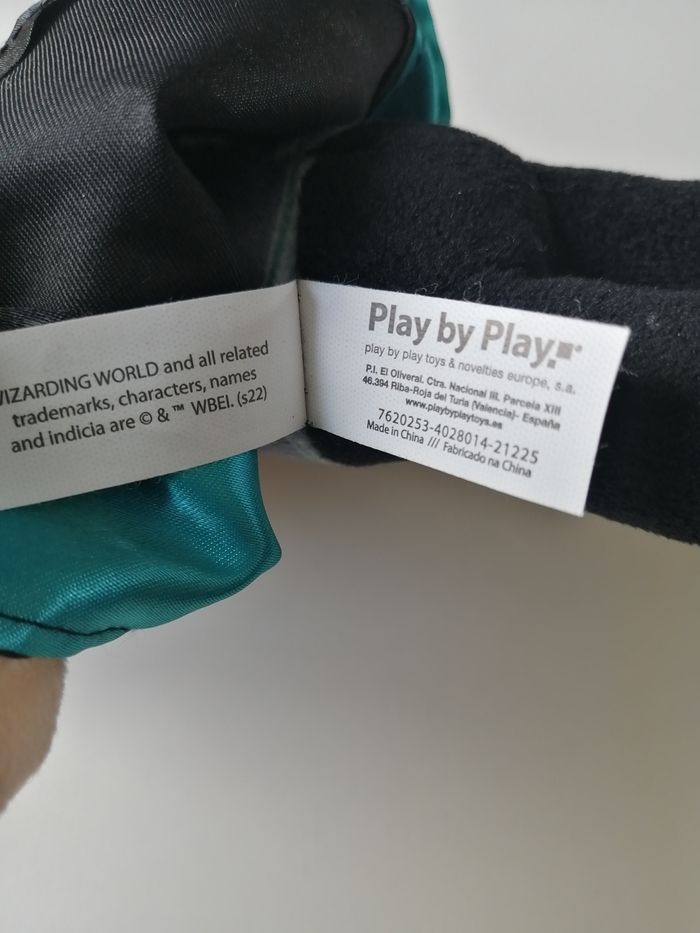 WIZARDING WORLD and all related
trademarks, characters, names
and indicia are © & ™ WBEI. (s22)
Play by Play
play by play toys & novelties europe, s.a.
P.I. El Oliveral. Ctra. Nacional III. Parcela XIII
46.394 Riba-Roja del Turia (Valencia)- España
www.playbyplaytoys.es
7620253-4028014-21225
Made in China /// Fabricado na China